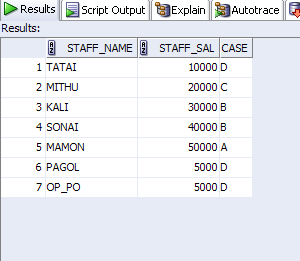 Results Script Output Explain Autotrace
Results:
STAFF_NAME STAFF_SAL CASE
1 TATAI 10000 D
2 MITHU 20000 C
3 KALI 30000 B
4 SONAI 40000 B
5 MAMON 50000 A
6 PAGOL 5000 D
7 OP_PO 5000 D